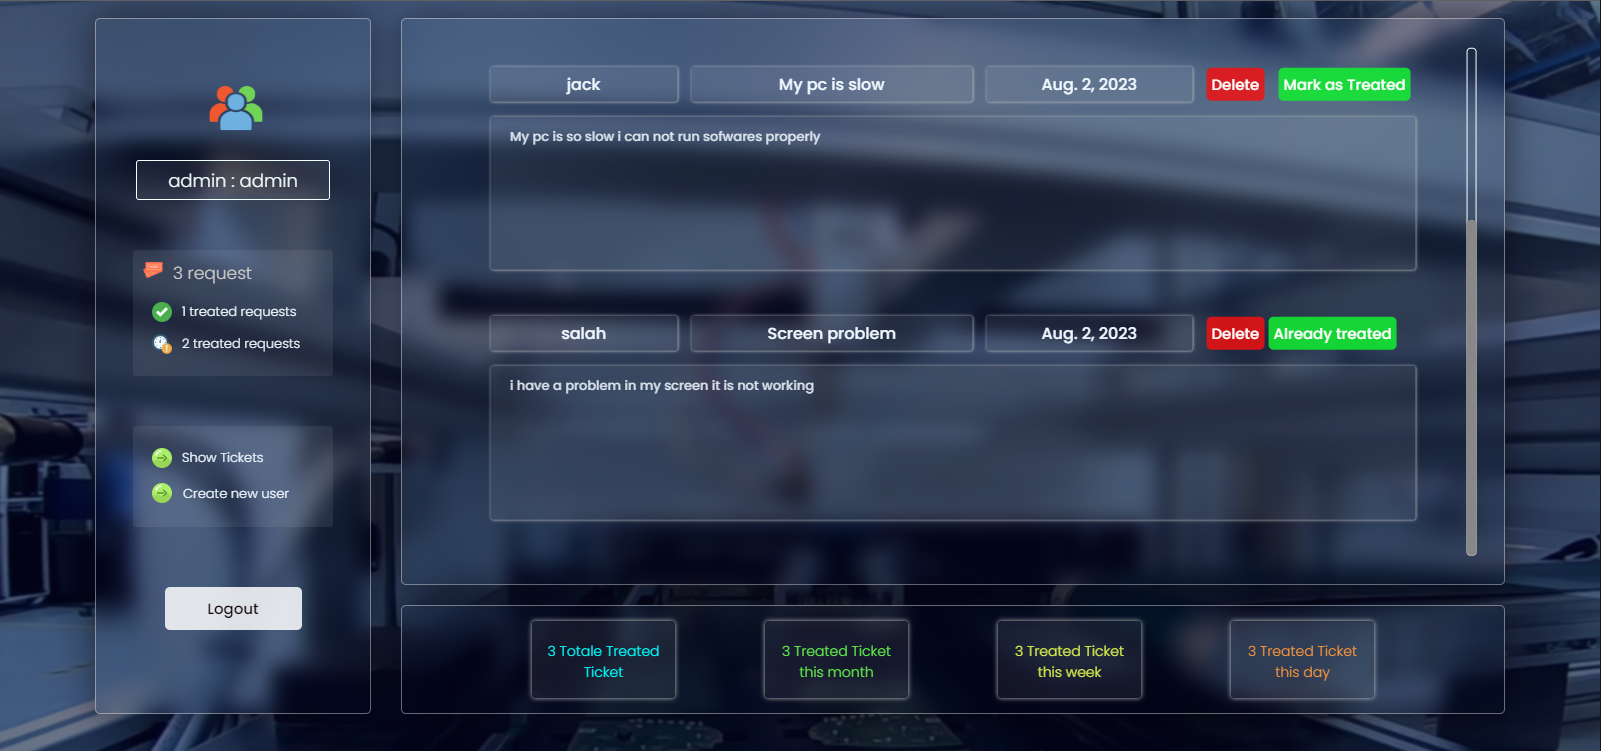 admin : admin
3 request
1 treated requests
2 treated requests
Show Tickets
Create new user
Logout
jack
My pc is slow
Aug. 2, 2023
Delete
Mark as Treated
My pc is so slow i can not run sofwares properly
salah
Screen problem
Aug. 2, 2023
Delete
Already treated
i have a problem in my screen it is not working
3 Totale Treated
Ticket
3 Treated Ticket
this month
3 Treated Ticket
this week
3 Treated Ticket
this day